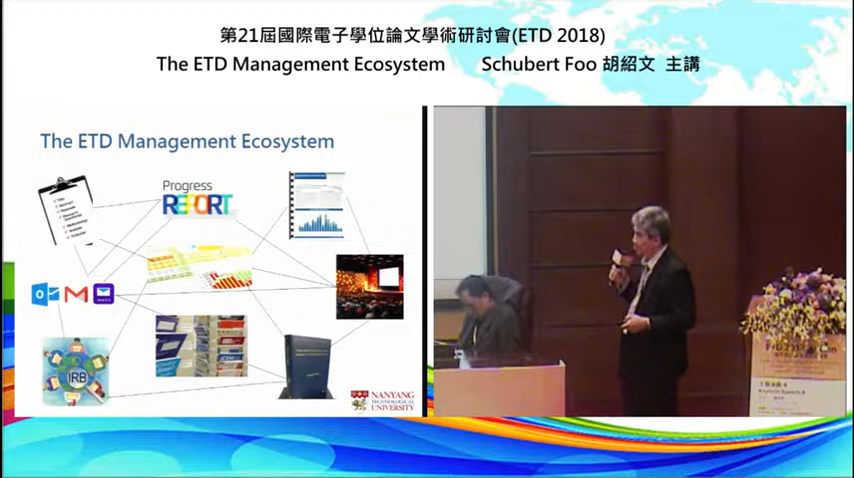 第21屆國際電子學位論文學術研討會(ETD 2018)
The ETD Management Ecosystem Schubert Foo 胡紹文 主講
The ETD Management Ecosystem
Progress
REPORT
IRB
NANYANG
TECHNOLOGICAL
UNIVERSITY